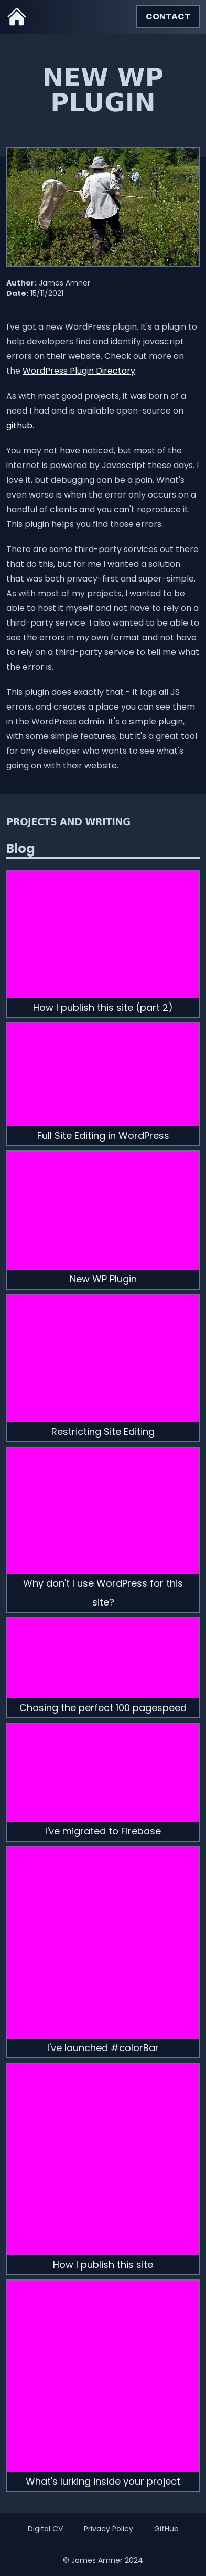 CONTACT
NEW WP
PLUGIN
Author: James Amner
Date: 15/11/2021
I've got a new WordPress plugin. It's a plugin to
help developers find and identify javascript
errors on their website. Check out more on
the WordPress Plugin Directory.
As with most good projects, it was born of a
need I had and is available open-source on
github.
You may not have noticed, but most of the
internet is powered by Javascript these days. I
love it, but debugging can be a pain. What's
even worse is when the error only occurs on a
handful of clients and you can't reproduce it.
This plugin helps you find those errors.
There are some third-party services out there
that do this, but for me I wanted a solution
that was both privacy-first and super-simple.
As with most of my projects, I wanted to be
able to host it myself and not have to rely on a
third-party service. I also wanted to be able to
see the errors in my own format and not have
to rely on a third-party service to tell me what
the error is.
This plugin does exactly that - it logs all JS
errors, and creates a place you can see them
in the WordPress admin. It's a simple plugin,
with some simple features, but it's a great tool
for any developer who wants to see what's
going on with their website.
PROJECTS AND WRITING
Blog
How I publish this site (part 2)
Full Site Editing in WordPress
New WP Plugin
Restricting Site Editing
Why don't I use WordPress for this
site?
Chasing the perfect 100 pagespeed
I've migrated to Firebase
I've launched #colorBar
How I publish this site
What's lurking inside your project
Digital CV Privacy Policy GitHub
© James Amner 2024